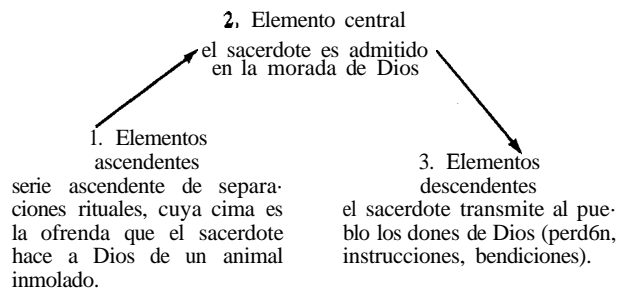 2. Elemento central
el sacerdote es admitido
en la morada de Dios
1. Elementos
ascendentes
serie ascendente de separa-
ciones rituales, cuya cima es
la ofrenda que el sacerdote
hace a Dios de un animal
inmolado.
3. Elementos
descendentes
el sacerdote transmite al pue-
blo los dones de Dios (perd6n,
instrucciones, bendiciones).